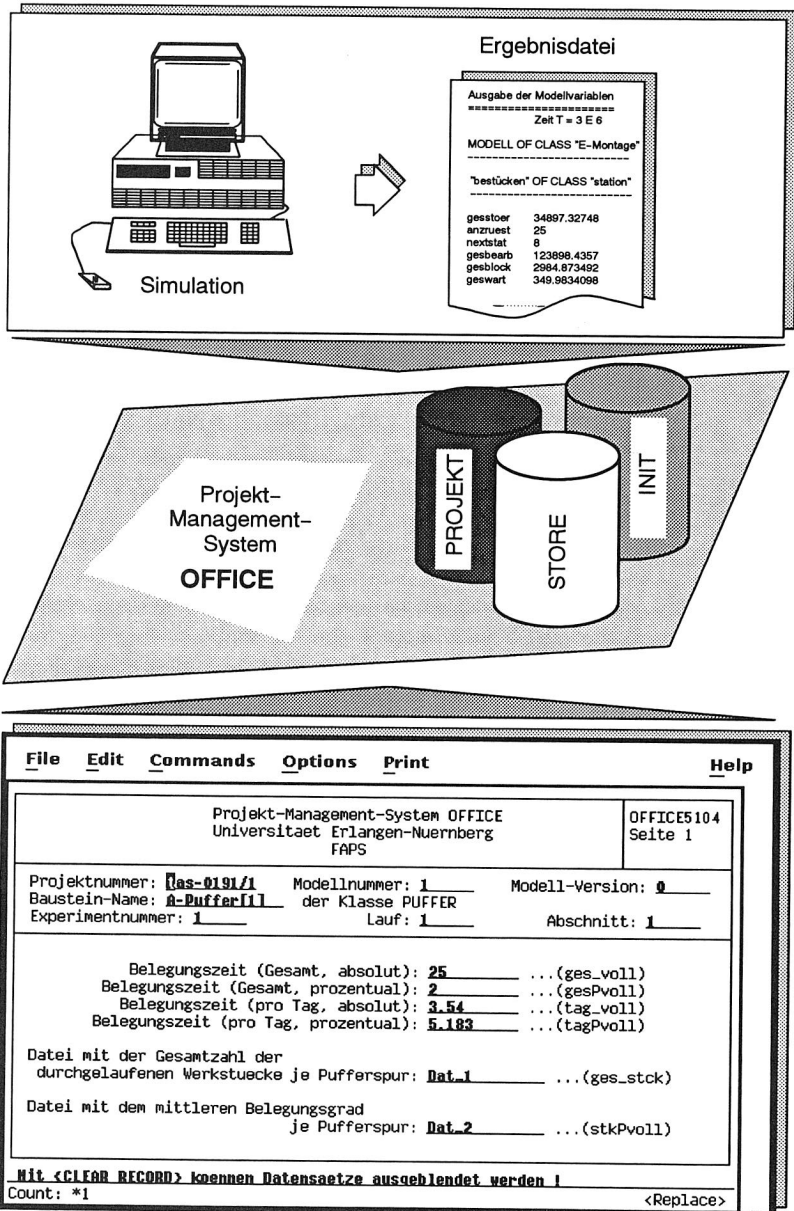 Ergebnisdatei
Ausgabe der Modellvariablen
======================
Zeit T = 3 E 6
MODELL OF CLASS "E-Montage"
----------------------------
"bestücken" OF CLASS "station"
----------------------------
gesstoer 34897.32748
anzruest 25
nextstat 8
gesbearb 123898.4357
gesblock 2984.873492
geswart 349.9834098
Simulation
Projekt-
Management-
System
OFFICE
PROJEKT
STORE
INIT
File Edit Commands Options Print Help
Projekt-Management-System OFFICE OFFICE5104
Universitaet Erlangen-Nuernberg Seite 1
FAPS
Projektnummer: las-0191/1 Modellnummer: 1 Modell-Version: 0
Baustein-Name: A-Puffer[1] der Klasse PUFFER
Experimentnummer: 1 Lauf: 1 Abschnitt: 1
Belegungszeit (Gesamt, absolut): 25 ...(ges_voll)
Belegungszeit (Gesamt, prozentual): 2 ...(gesPvoll)
Belegungszeit (pro Tag, absolut): 3.54 ...(tag_voll)
Belegungszeit (pro Tag, prozentual): 5.183 ...(tagPvoll)
Datei mit der Gesamtzahl der
durchgelaufenen Werkstuecke je Pufferspur: Dat_1 ...(ges_stck)
Datei mit dem mittleren Belegungsgrad
je Pufferspur: Dat_2 ...(stkPvoll)
Mit <CLEAR RECORD> koennen Datensaetze ausgeblendet werden !
Count: *1 <Replace>